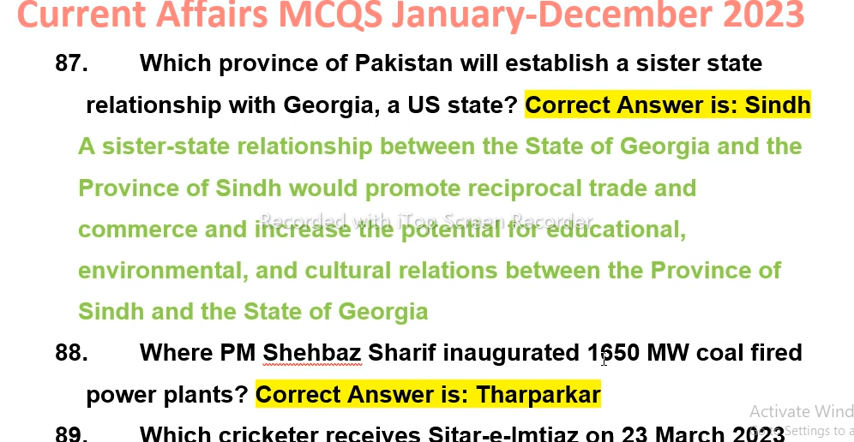 Current Affairs MCQS January-December 2023
87. Which province of Pakistan will establish a sister state
relationship with Georgia, a US state? Correct Answer is: Sindh
A sister-state relationship between the State of Georgia and the
Province of Sindh would promote reciprocal trade and
commerce and increase the potential for educational,
Recorded with iTop Screen Recorder
environmental, and cultural relations between the Province of
Sindh and the State of Georgia
88. Where PM Shehbaz Sharif inaugurated 1650 MW coal fired
power plants? Correct Answer is: Tharparkar
Activate Wind
89. Which cricketer receives Sitar-e-Imtiaz on 23 March 2023
Settings to a